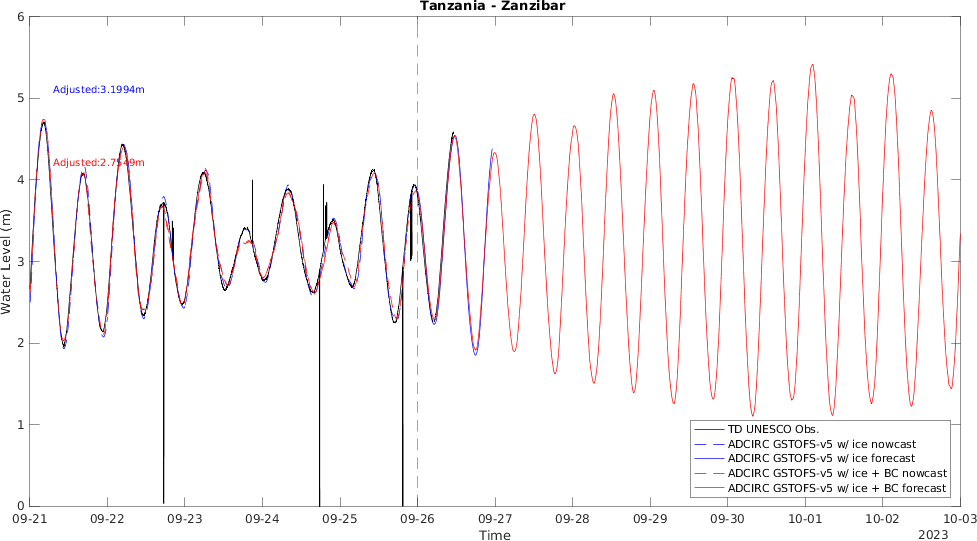 Tanzania - Zanzibar
6
5
4
3
2
1
0
Water Level (m)
Adjusted:3.1994m
Adjusted:2.7549m
TD UNESCO Obs.
ADCIRC GSTOFS-v5 w/ ice nowcast
ADCIRC GSTOFS-v5 w/ ice forecast
ADCIRC GSTOFS-v5 w/ ice + BC nowcast
ADCIRC GSTOFS-v5 w/ ice + BC forecast
09-21 09-22 09-23 09-24 09-25 09-26 09-27 09-28 09-29 09-30 10-01 10-02 10-03
Time
2023